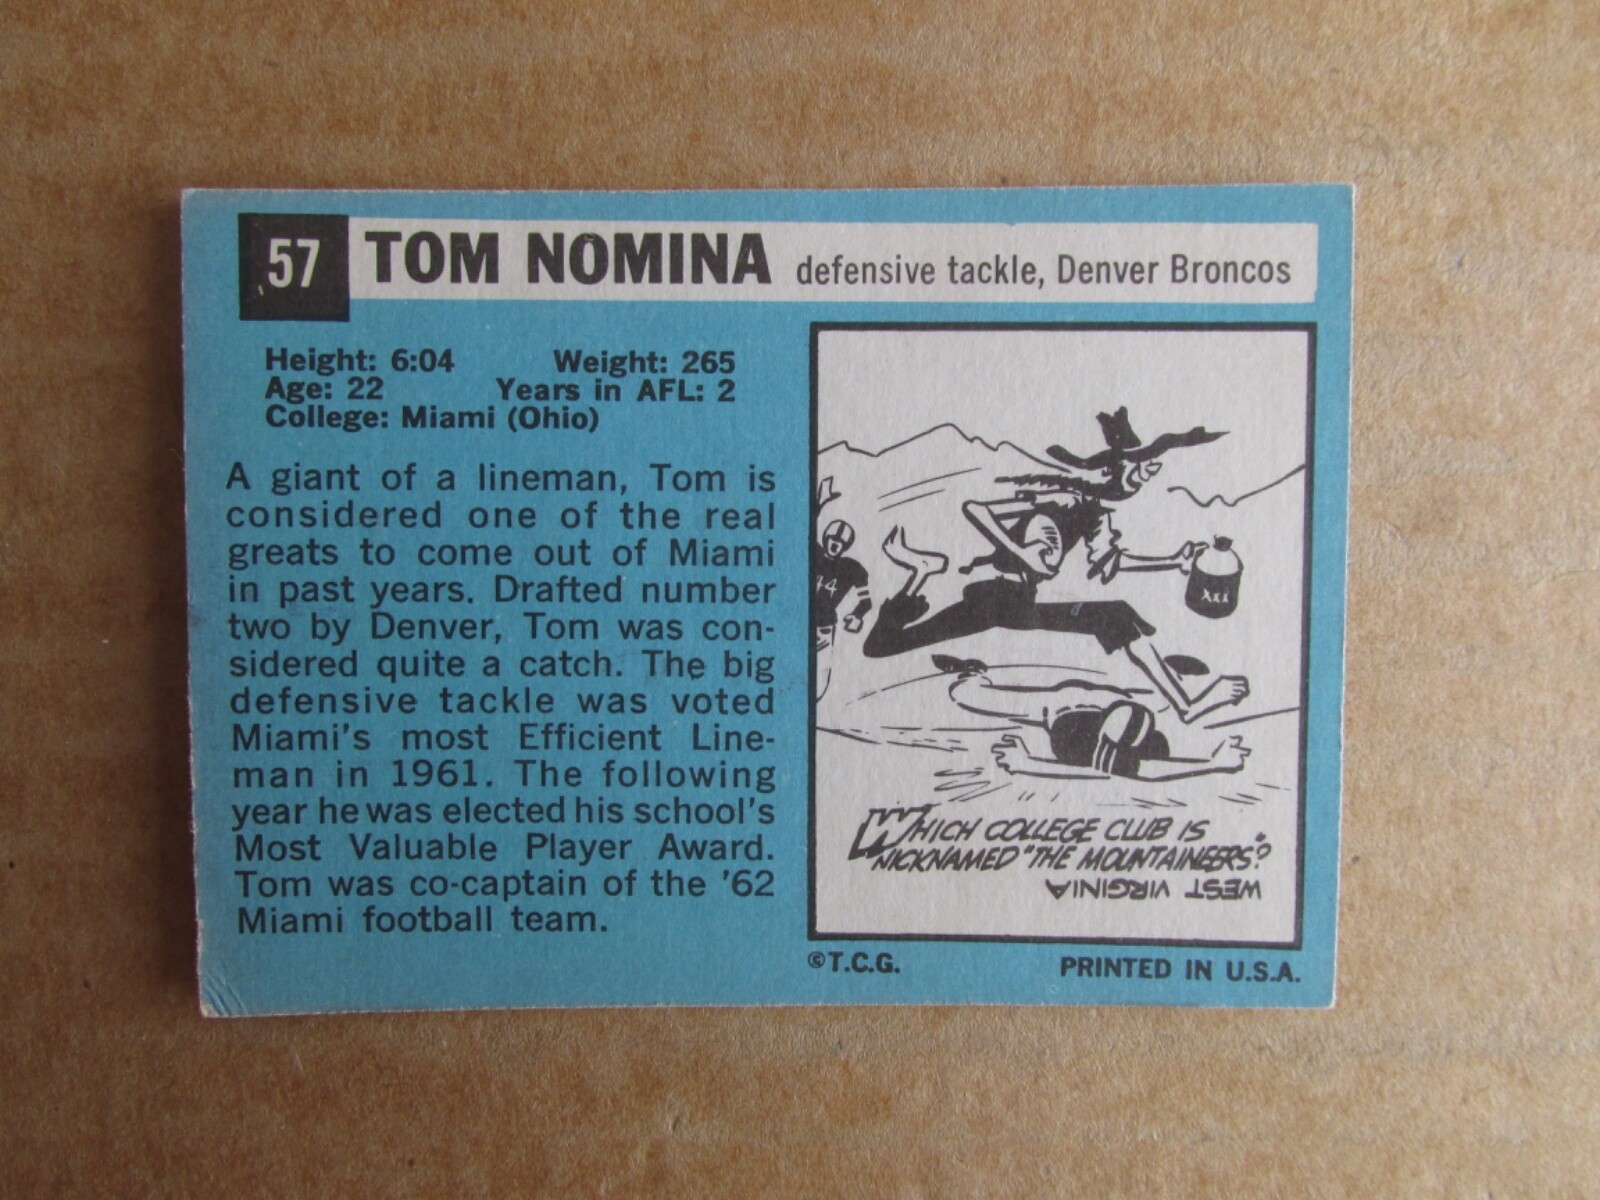 57 TOM NOMINA defensive tackle, Denver Broncos
Height: 6:04 Weight: 265
Age: 22 Years in AFL: 2
College: Miami (Ohio)
A giant of a lineman, Tom is
considered one of the real
greats to come out of Miami
in past years. Drafted number
two by Denver, Tom was con-
sidered quite a catch. The big
defensive tackle was voted
Miami's most Efficient Line-
man in 1961. The following
year he was elected his school's
Most Valuable Player Award.
Tom was co-captain of the '62
Miami football team.
44
XXX
WHICH COLLEGE CLUB IS
NICKNAMED "THE MOUNTAINEERS"?
WEST VIRGINIA
©T.C.G. PRINTED IN U.S.A.